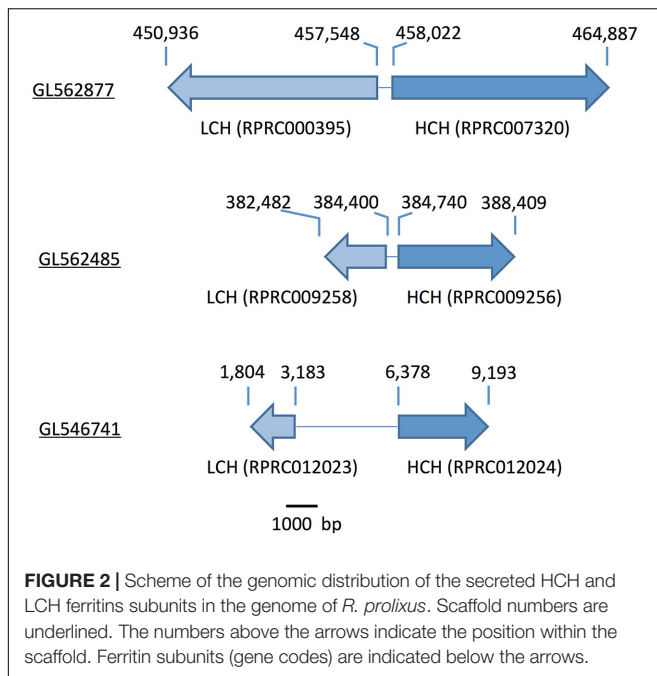 450,936 457,548 458,022 464,887
GL562877
LCH (RPRC000395) HCH (RPRC007320)
382,482 384,400 384,740 388,409
GL562485
LCH (RPRC009258) HCH (RPRC009256)
1,804 3,183 6,378 9,193
GL546741
LCH (RPRC012023) HCH (RPRC012024)
1000 bp
FIGURE 2 | Scheme of the genomic distribution of the secreted HCH and
LCH ferritins subunits in the genome of R. prolixus. Scaffold numbers are
underlined. The numbers above the arrows indicate the position within the
scaffold. Ferritin subunits (gene codes) are indicated below the arrows.